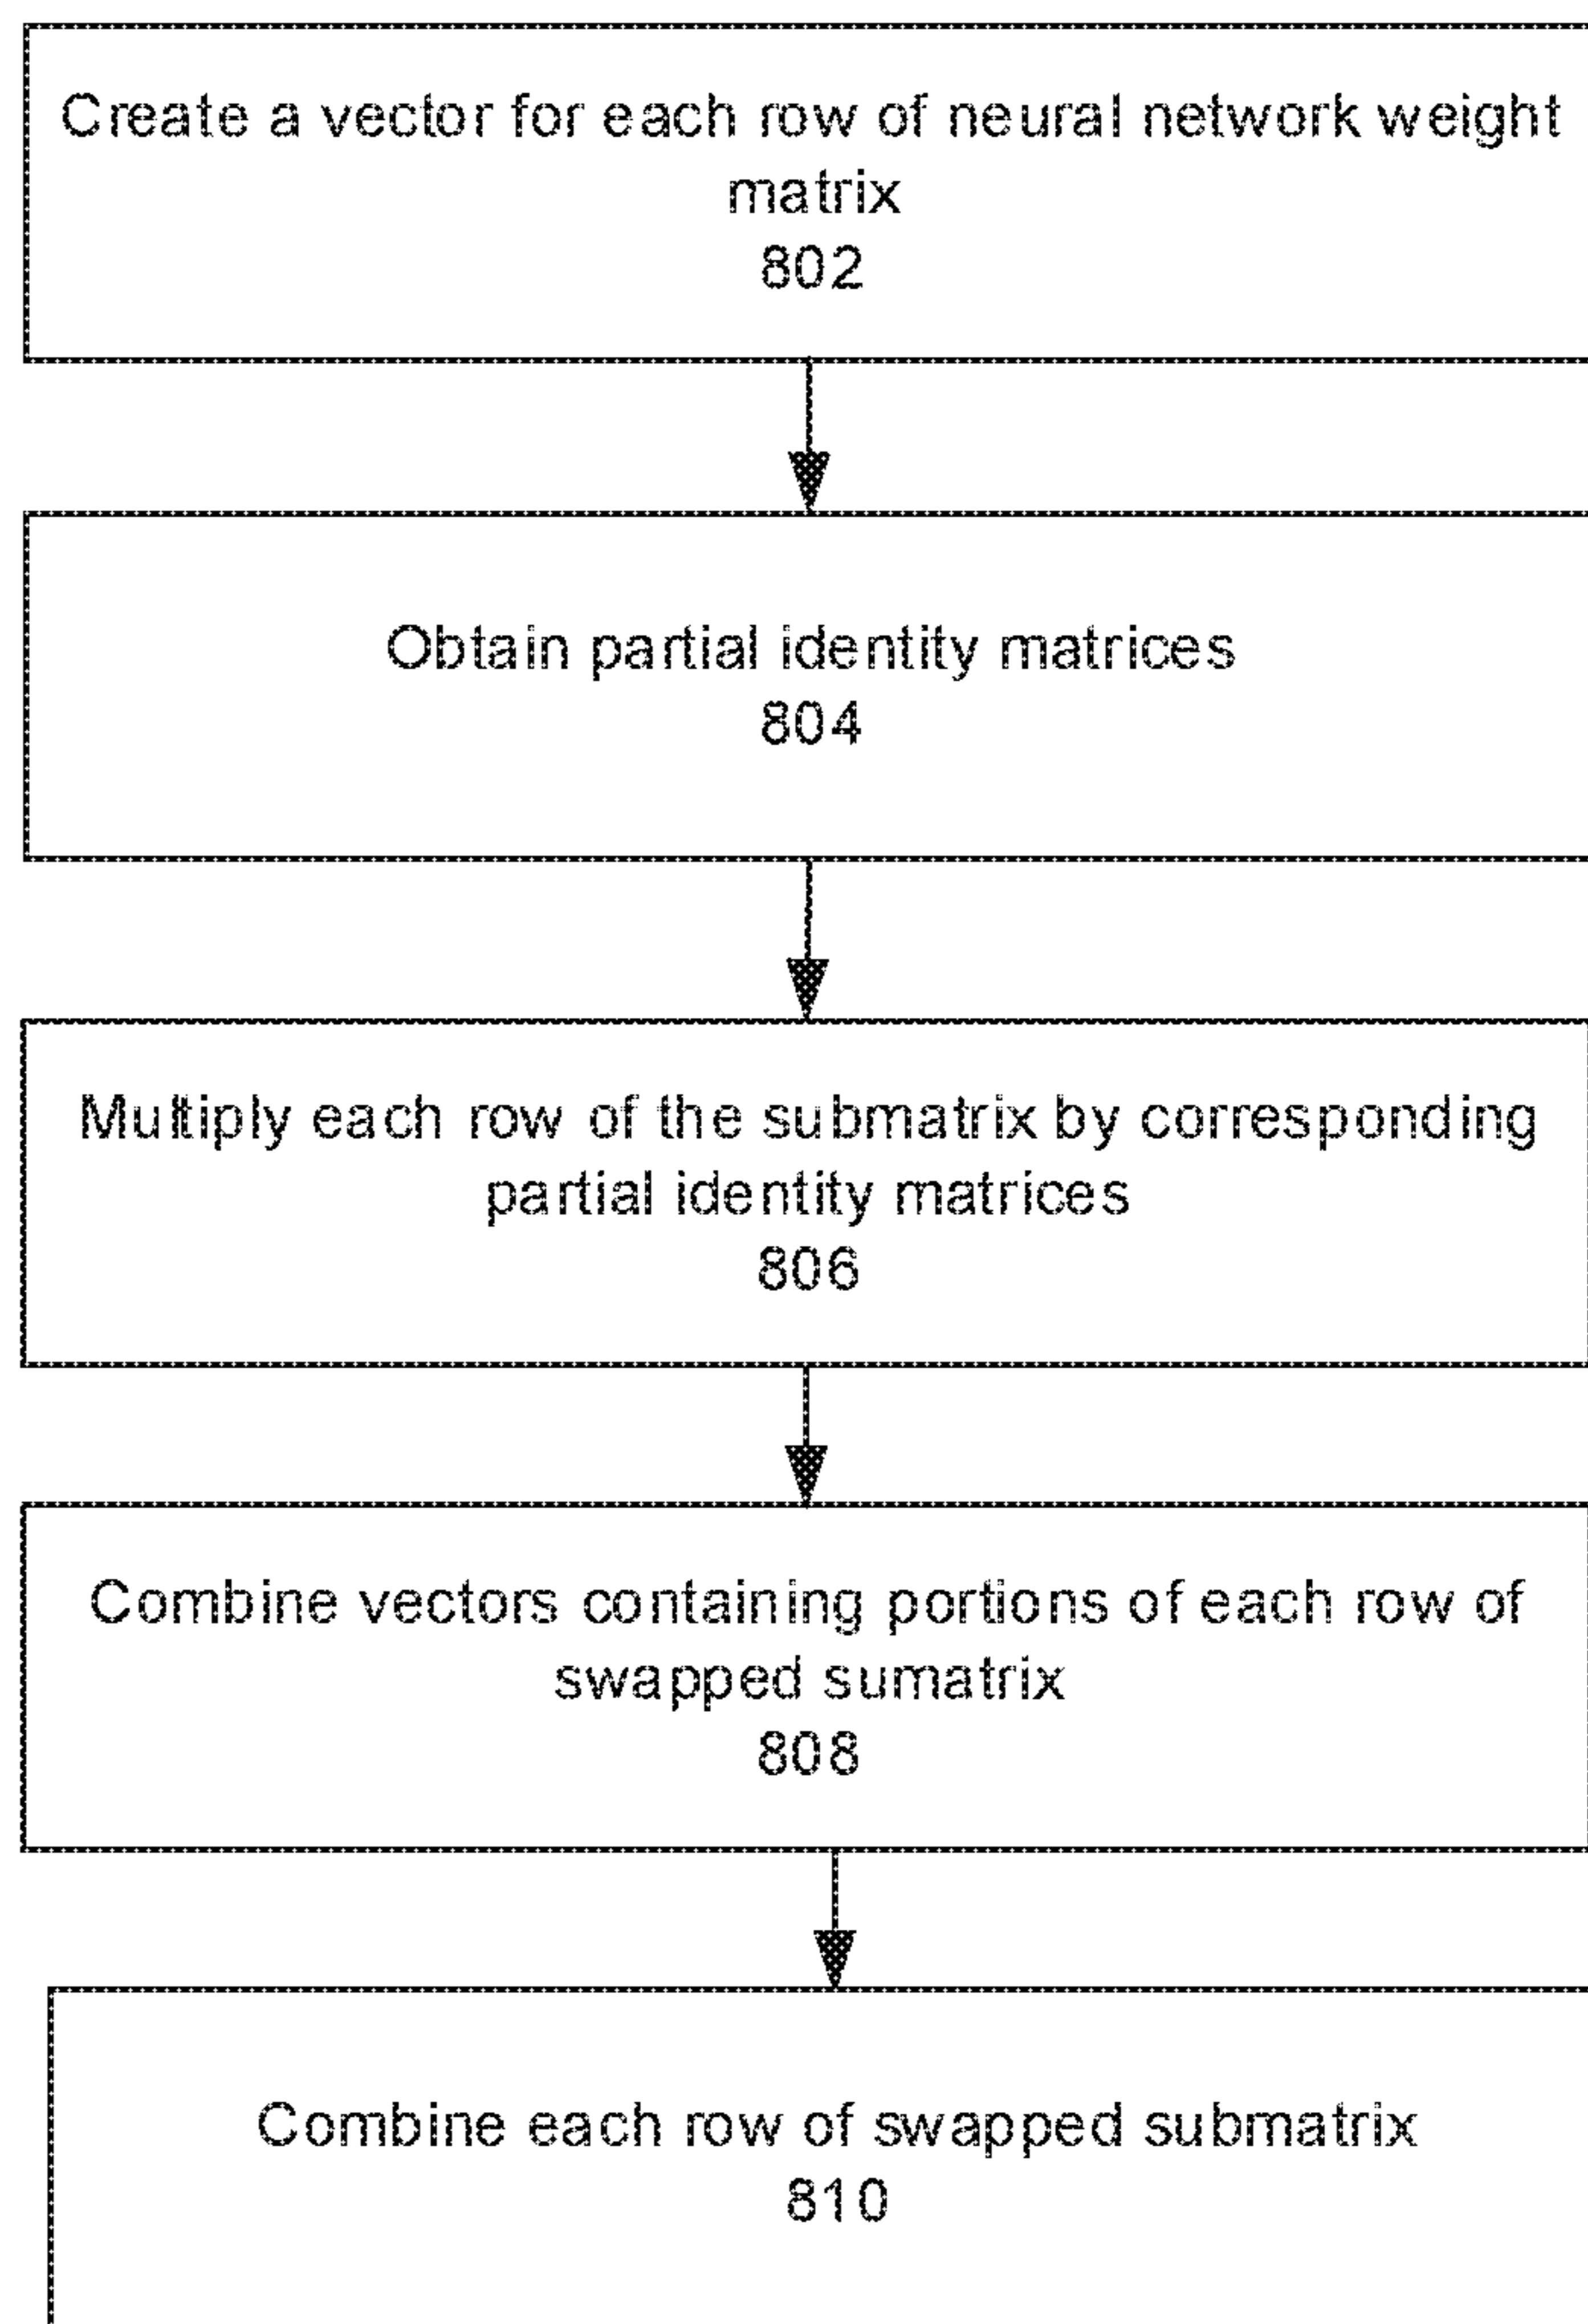 Create a vector for each row of neural network weight
matrix
802
Obtain partial identity matrices
804
Multiply each row of the submatrix by corresponding
partial identity matrices
806
Combine vectors containing portions of each row of
swapped sumatrix
808
Combine each row of swapped submatrix
810